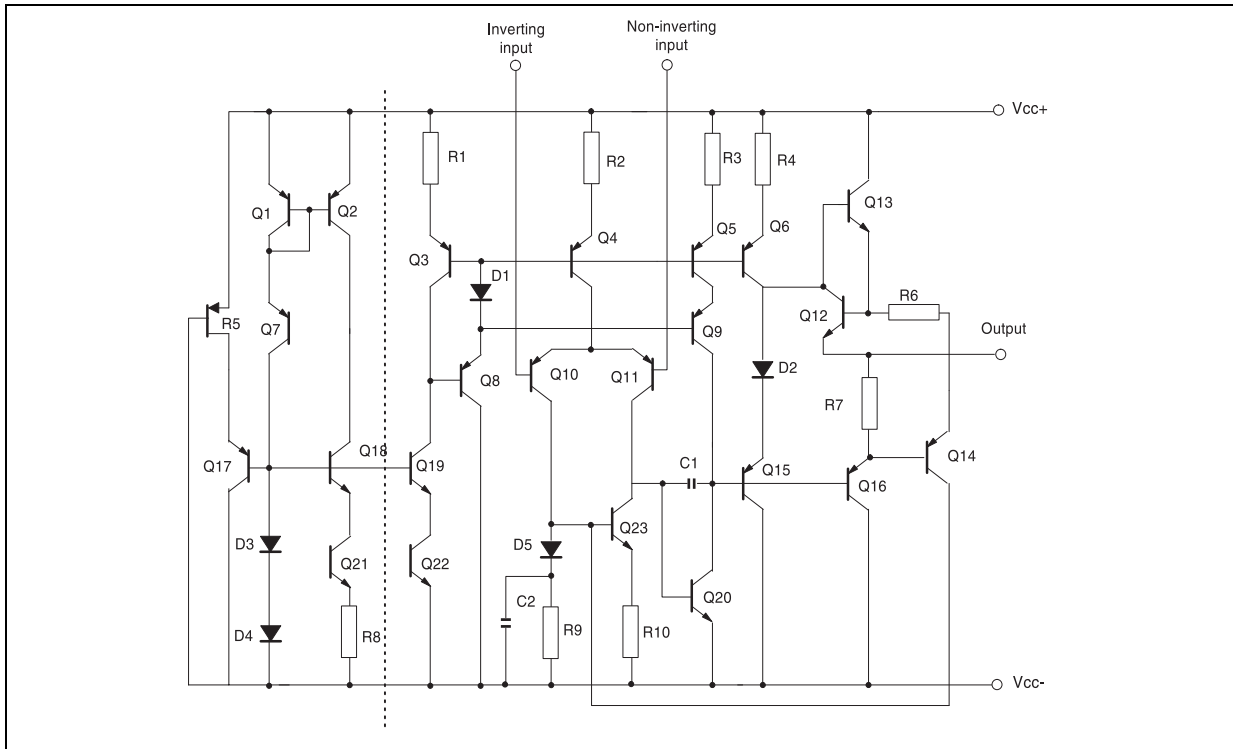 Inverting
input
Non-inverting
input
Vcc+
R1
R2
R3
R4
Q1
Q2
Q13
Q3
Q4
Q5
Q6
D1
R5
Q7
Q12
R6
Output
Q8
Q10
Q11
Q9
D2
R7
Q17
Q18
Q19
C1
Q15
Q16
Q14
D3
Q21
Q22
D5
Q23
C2
Q20
D4
R8
R9
R10
Vcc-